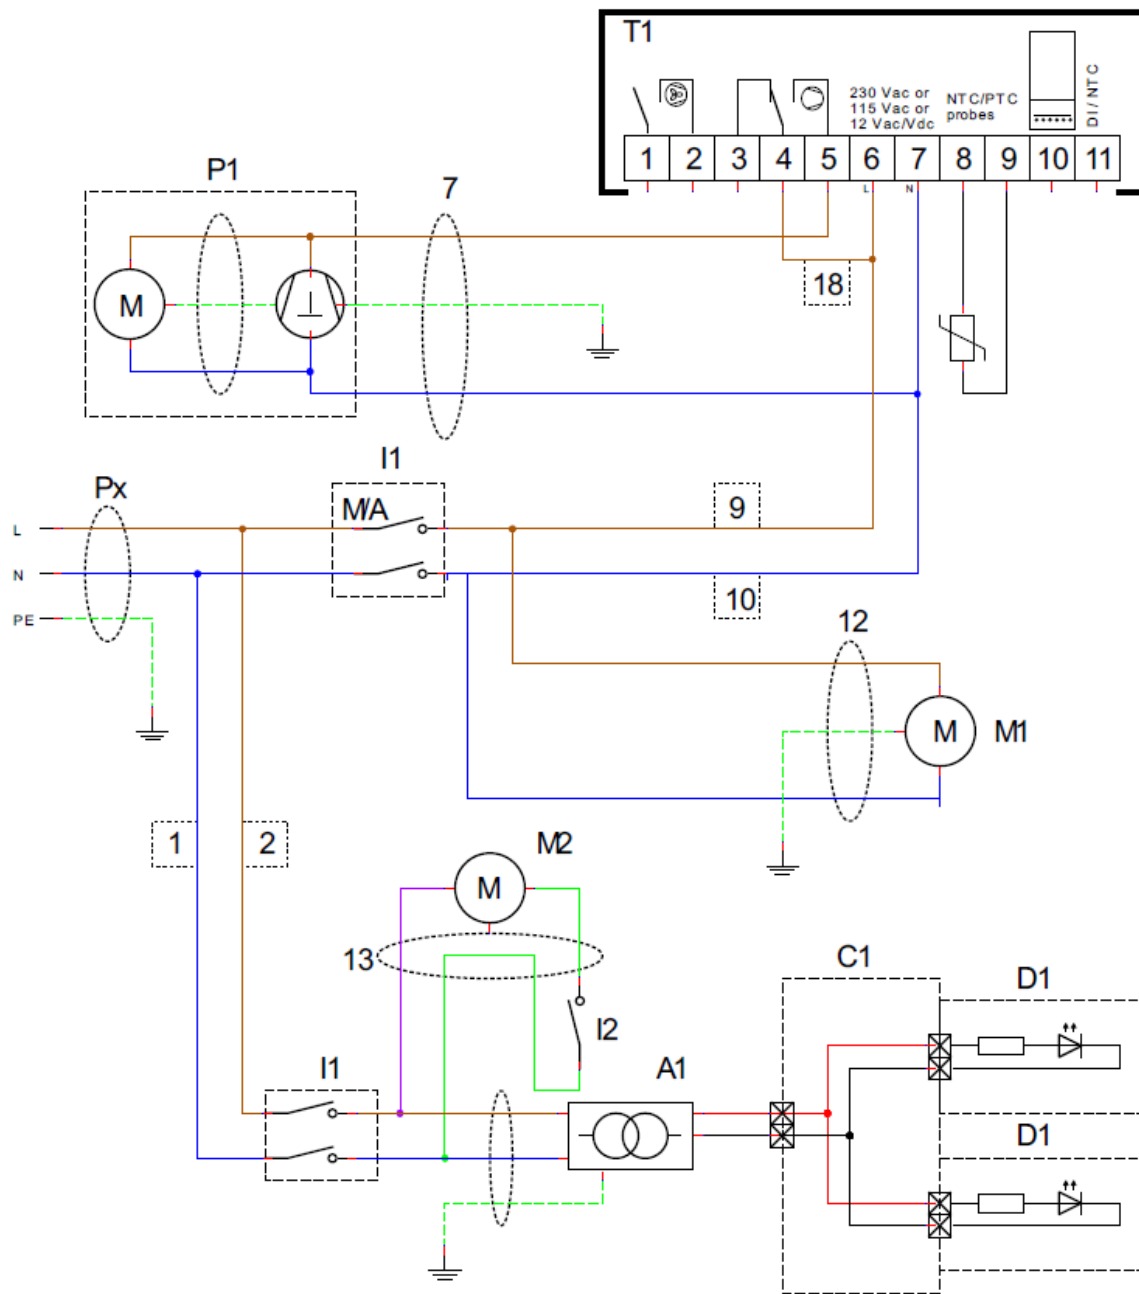 T1
230 Vac or
115 Vac or
12 Vac/Vdc
NTC/PTC
probes
DI / NTC
1 2 3 4 5 6 7 8 9 10 11
L N
P1
7
18
M
I1
M/A
Px
L
N
PE
9
10
12
M
M1
1
2
M2
M
13
I2
C1
D1
I1
A1
D1